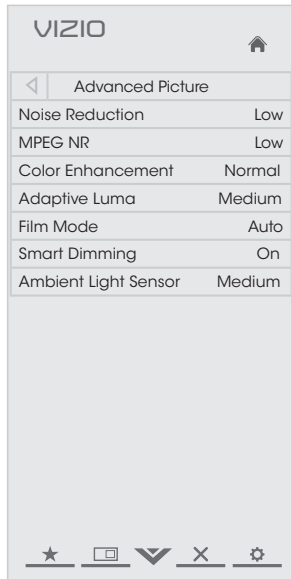 VIZIO
Advanced Picture
Noise Reduction Low
MPEG NR Low
Color Enhancement Normal
Adaptive Luma Medium
Film Mode Auto
Smart Dimming On
Ambient Light Sensor Medium